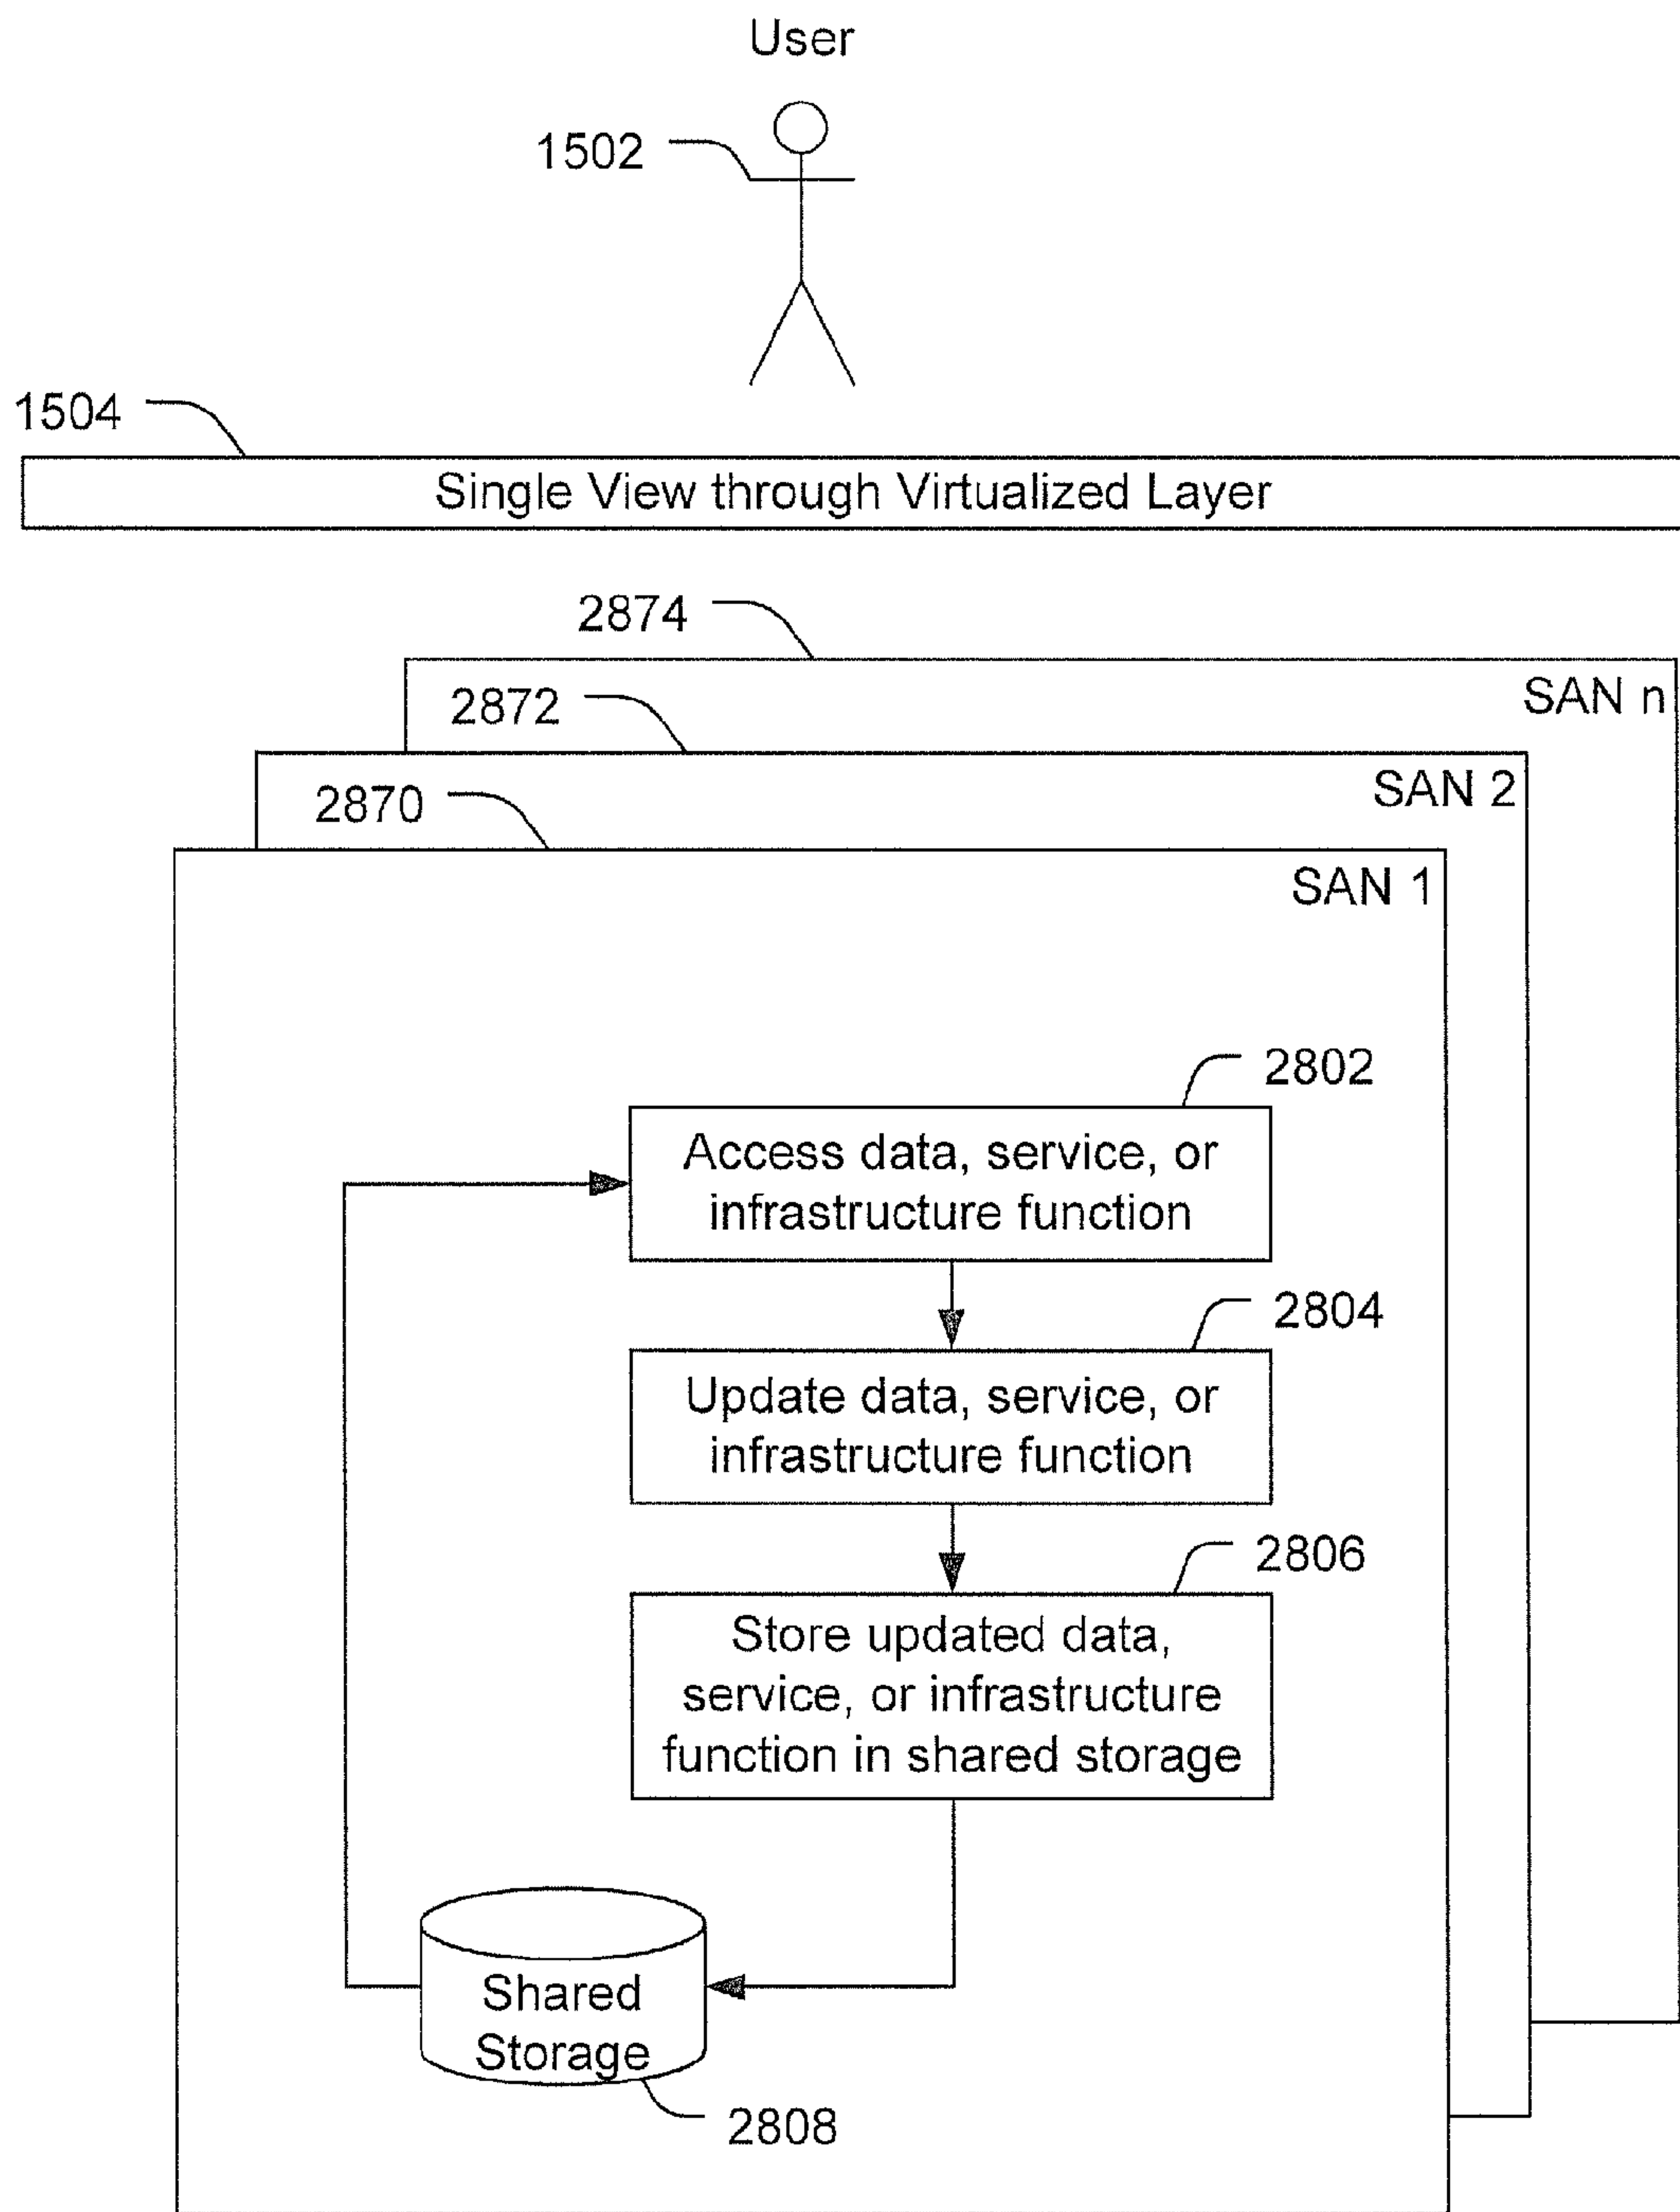 User
1502
1504
Single View through Virtualized Layer
2874
SAN n
2872
SAN 2
2870
SAN 1
2802
Access data, service, or
infrastructure function
2804
Update data, service, or
infrastructure function
2806
Store updated data,
service, or infrastructure
function in shared storage
Shared
Storage
2808